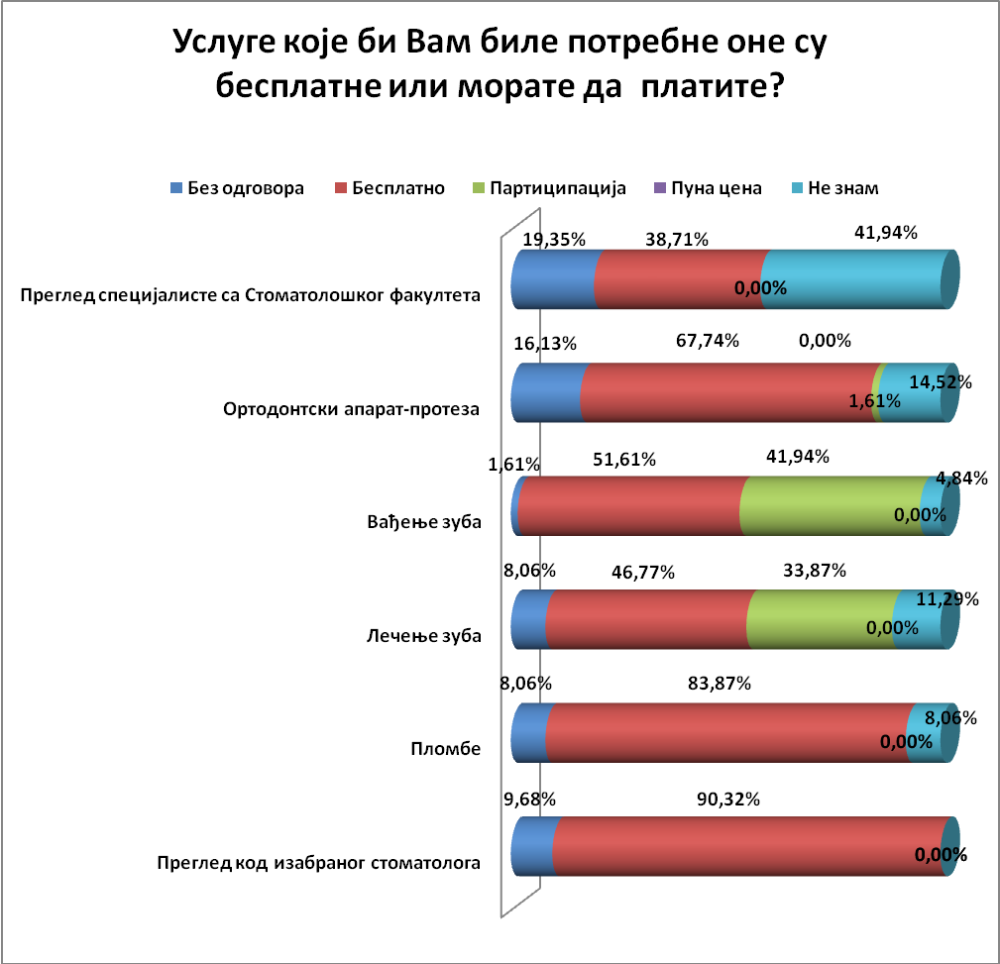 Услуге које би Вам биле потребне оне су
бесплатне или морате да  платите?
Без одговора Бесплатно Партиципација Пуна цена Не знам
19,35% 38,71% 41,94%
0,00%
Преглед специјалисте са Стоматолошког факултета
16,13% 67,74% 0,00%
14,52%
1,61%
Ортодонтски апарат-протеза
1,61% 51,61% 41,94%
4,84%
0,00%
Вађење зуба
8,06% 46,77% 33,87%
11,29%
0,00%
Лечење зуба
8,06% 83,87%
8,06%
0,00%
Пломбе
9,68% 90,32%
0,00%
Преглед код изабраног стоматолога